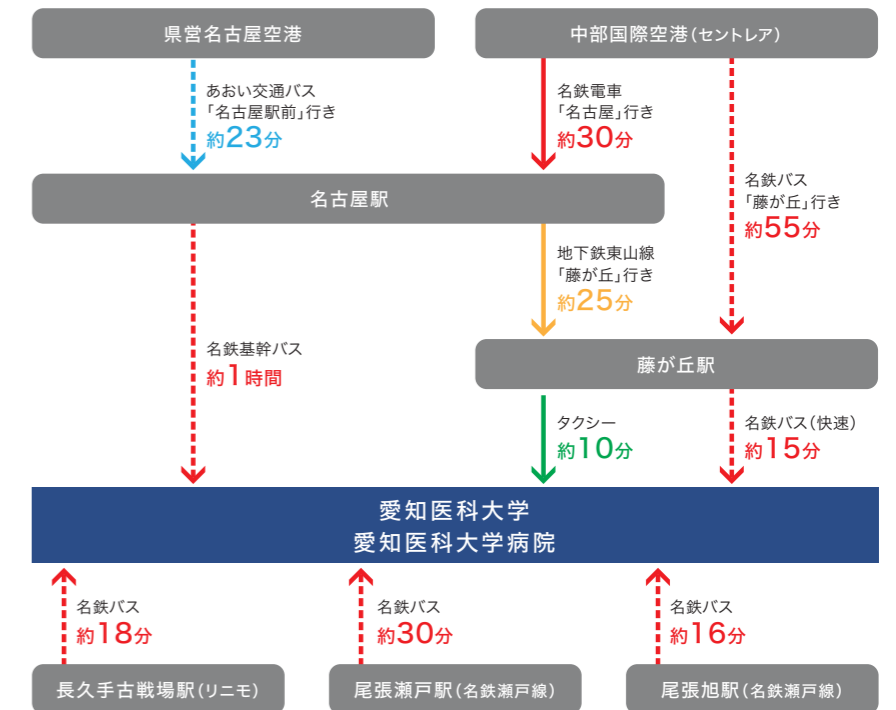 県営名古屋空港
中部国際空港(セントレア)
あおい交通バス
「名古屋駅前」行き
約23分
名鉄電車
「名古屋」行き
約30分
名鉄バス
「藤が丘」行き
約55分
名古屋駅
地下鉄東山線
「藤が丘」行き
約25分
名鉄基幹バス
約1時間
藤が丘駅
タクシー
約10分
名鉄バス(快速)
約15分
愛知医科大学
愛知医科大学病院
名鉄バス
約18分
名鉄バス
約30分
名鉄バス
約16分
長久手古戦場駅(リニモ)
尾張瀬戸駅(名鉄瀬戸線)
尾張旭駅(名鉄瀬戸線)